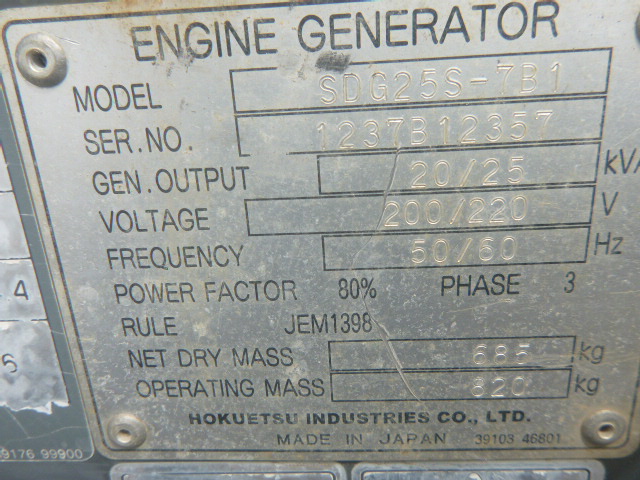 ENGINE GENERATOR
MODEL SDG25S-7B1
SER.NO. 1237B12357
GEN.OUTPUT 20/25 kVA
VOLTAGE 200/220 V
FREQUENCY 50/60 Hz
POWER FACTOR 80% PHASE 3
RULE JEM1398
NET DRY MASS 685 kg
OPERATING MASS 820 kg
HOKUETSU INDUSTRIES CO., LTD.
MADE IN JAPAN 39103 46801
4
6
39176 99900